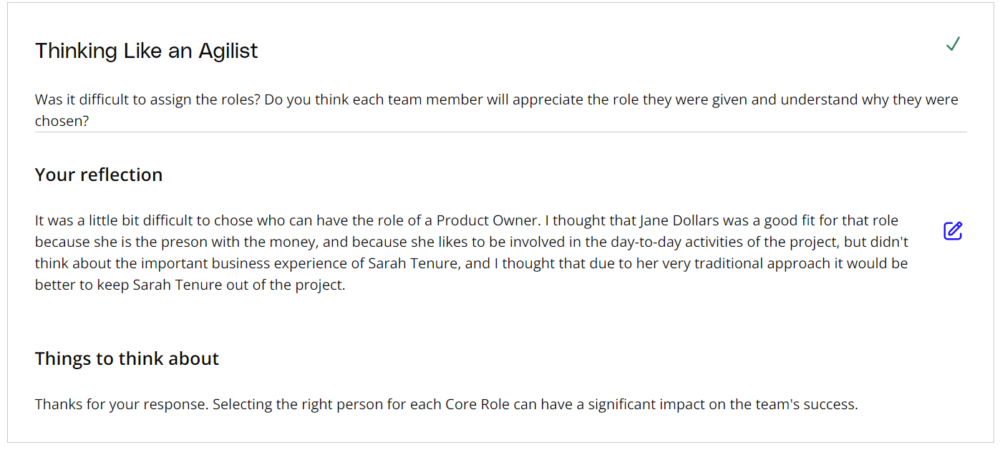 Thinking Like an Agilist
Was it difficult to assign the roles? Do you think each team member will appreciate the role they were given and understand why they were
chosen?
Your reflection
It was a little bit difficult to chose who can have the role of a Product Owner. I thought that Jane Dollars was a good fit for that role
because she is the preson with the money, and because she likes to be involved in the day-to-day activities of the project, but didn't
think about the important business experience of Sarah Tenure, and I thought that due to her very traditional approach it would be
better to keep Sarah Tenure out of the project.
Things to think about
Thanks for your response. Selecting the right person for each Core Role can have a significant impact on the team's success.